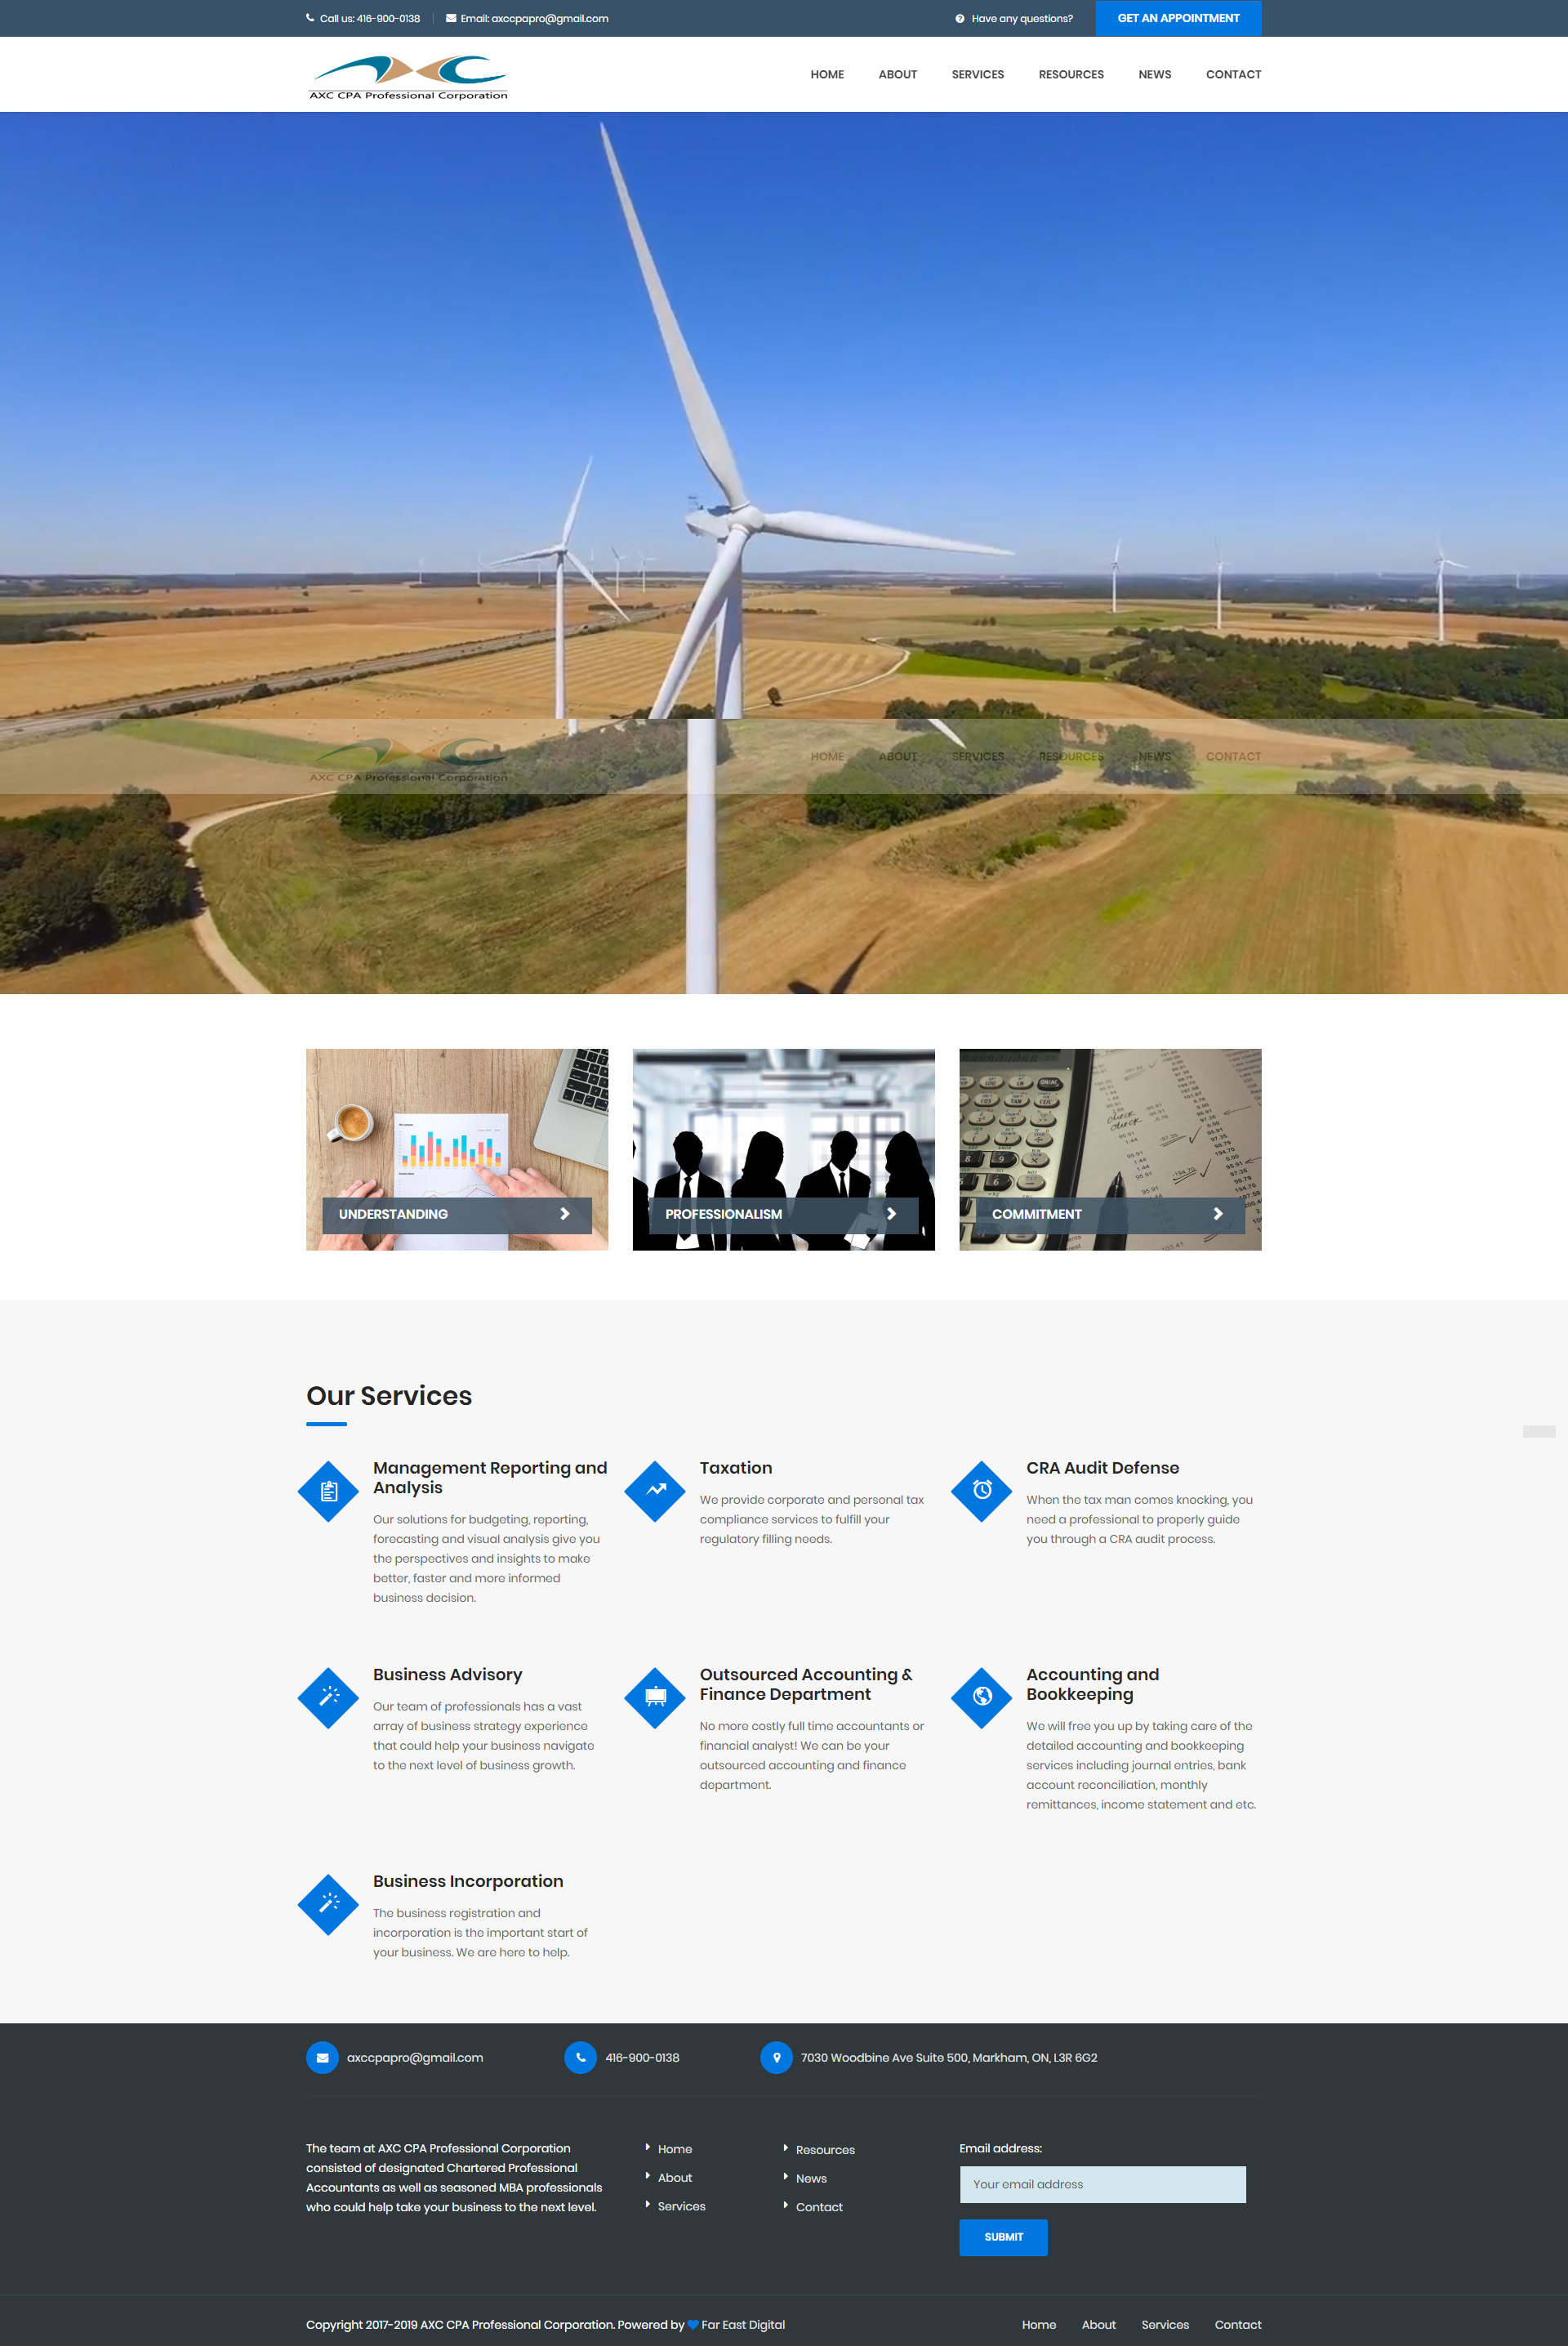 Call us: 416-900-0138 Email: axccpapro@gmail.com Have any questions? GET AN APPOINTMENT
AXC CPA Professional Corporation
HOME ABOUT SERVICES RESOURCES NEWS CONTACT
AXC CPA Professional Corporation
HOME ABOUT SERVICES RESOURCES NEWS CONTACT
UNDERSTANDING
PROFESSIONALISM
COMMITMENT
Our Services
Management Reporting and
Analysis
Our solutions for budgeting, reporting,
forecasting and visual analysis give you
the perspectives and insights to make
better, faster and more informed
business decision.
Taxation
We provide corporate and personal tax
compliance services to fulfill your
regulatory filling needs.
CRA Audit Defense
When the tax man comes knocking, you
need a professional to properly guide
you through a CRA audit process.
Business Advisory
Our team of professionals has a vast
array of business strategy experience
that could help your business navigate
to the next level of business growth.
Outsourced Accounting &
Finance Department
No more costly full time accountants or
financial analyst! We can be your
outsourced accounting and finance
department.
Accounting and
Bookkeeping
We will free you up by taking care of the
detailed accounting and bookkeeping
services including journal entries, bank
account reconciliation, monthly
remittances, income statement and etc.
Business Incorporation
The business registration and
incorporation is the important start of
your business. We are here to help.
axccpapro@gmail.com 416-900-0138 7030 Woodbine Ave Suite 500, Markham, ON, L3R 6G2
The team at AXC CPA Professional Corporation
consisted of designated Chartered Professional
Accountants as well as seasoned MBA professionals
who could help take your business to the next level.
Home
About
Services
Resources
News
Contact
Email address:
Your email address
SUBMIT
Copyright 2017-2019 AXC CPA Professional Corporation. Powered by Far East Digital
Home About Services Contact